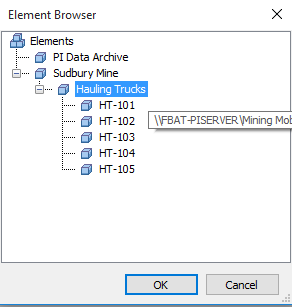 Element Browser
Elements
PI Data Archive
Sudbury Mine
Hauling Trucks
HT-101
HT-102
\\FBAT-PISERVER\Mining Mob
HT-103
HT-104
HT-105
OK
Cancel